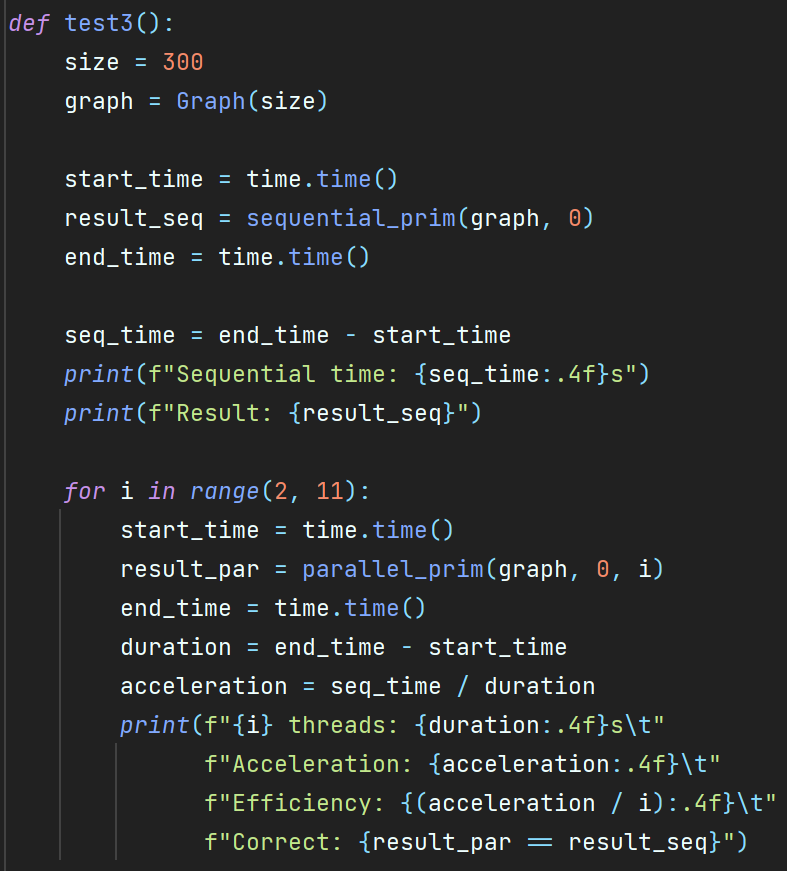 def test3():
    size = 300
    graph = Graph(size)

    start_time = time.time()
    result_seq = sequential_prim(graph, 0)
    end_time = time.time()

    seq_time = end_time - start_time
    print(f"Sequential time: {seq_time:.4f}s")
    print(f"Result: {result_seq}")

    for i in range(2, 11):
        start_time = time.time()
        result_par = parallel_prim(graph, 0, i)
        end_time = time.time()
        duration = end_time - start_time
        acceleration = seq_time / duration
        print(f"{i} threads: {duration:.4f}s\t"
              f"Acceleration: {acceleration:.4f}\t"
              f"Efficiency: {(acceleration / i):.4f}\t"
              f"Correct: {result_par == result_seq}")